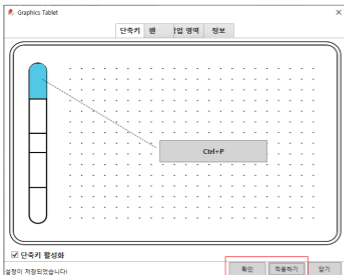 Graphics Tablet
단축키 펜 작업 영역 정보
Ctrl+P
단축키 활성화
설정이 저장되었습니다!
확인 적용하기 닫기